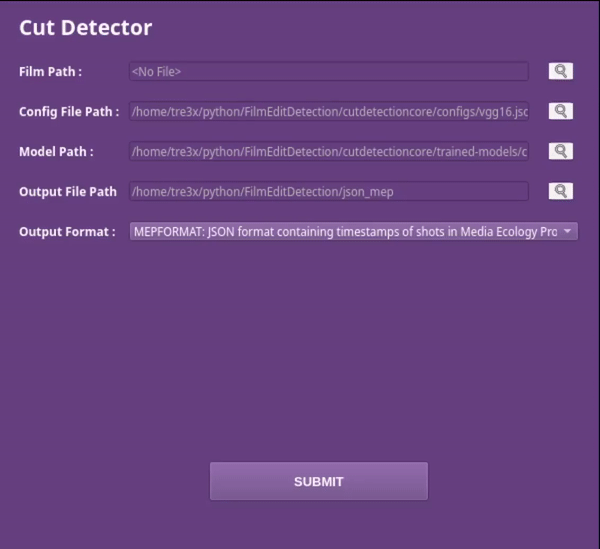 Cut Detector
Film Path : <No File>
Config File Path : /home/tre3x/python/FilmEditDetection/cutdetectioncore/configs/vgg16.jsc
Model Path : /home/tre3x/python/FilmEditDetection/cutdetectioncore/trained-models/c
Output File Path /home/tre3x/python/FilmEditDetection/json_mep
Output Format : MEPFORMAT: JSON format containing timestamps of shots in Media Ecology Pro
SUBMIT